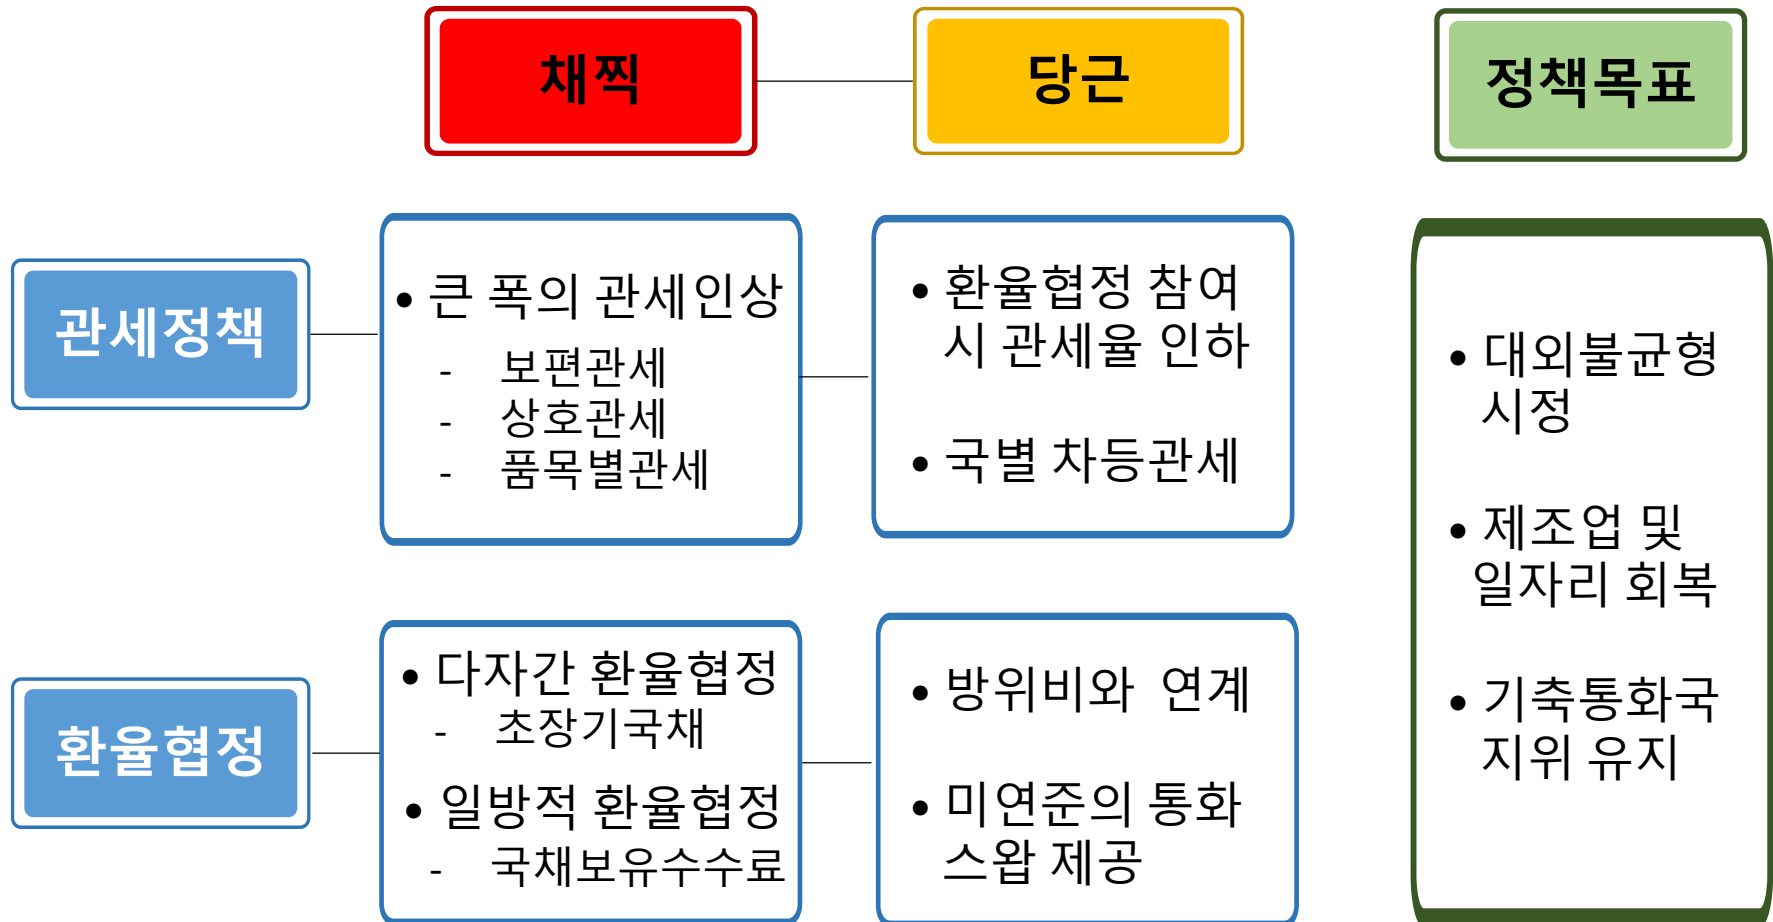 채찍
당근
정책목표
관세정책
• 큰 폭의 관세인상
- 보편관세
- 상호관세
- 품목별관세
• 환율협정 참여
시 관세율 인하
• 국별 차등관세
환율협정
• 다자간 환율협정
- 초장기국채
• 일방적 환율협정
- 국채보유수수료
• 방위비와 연계
• 미연준의 통화
스왑 제공
• 대외불균형
시정
• 제조업 및
일자리 회복
• 기축통화국
지위 유지